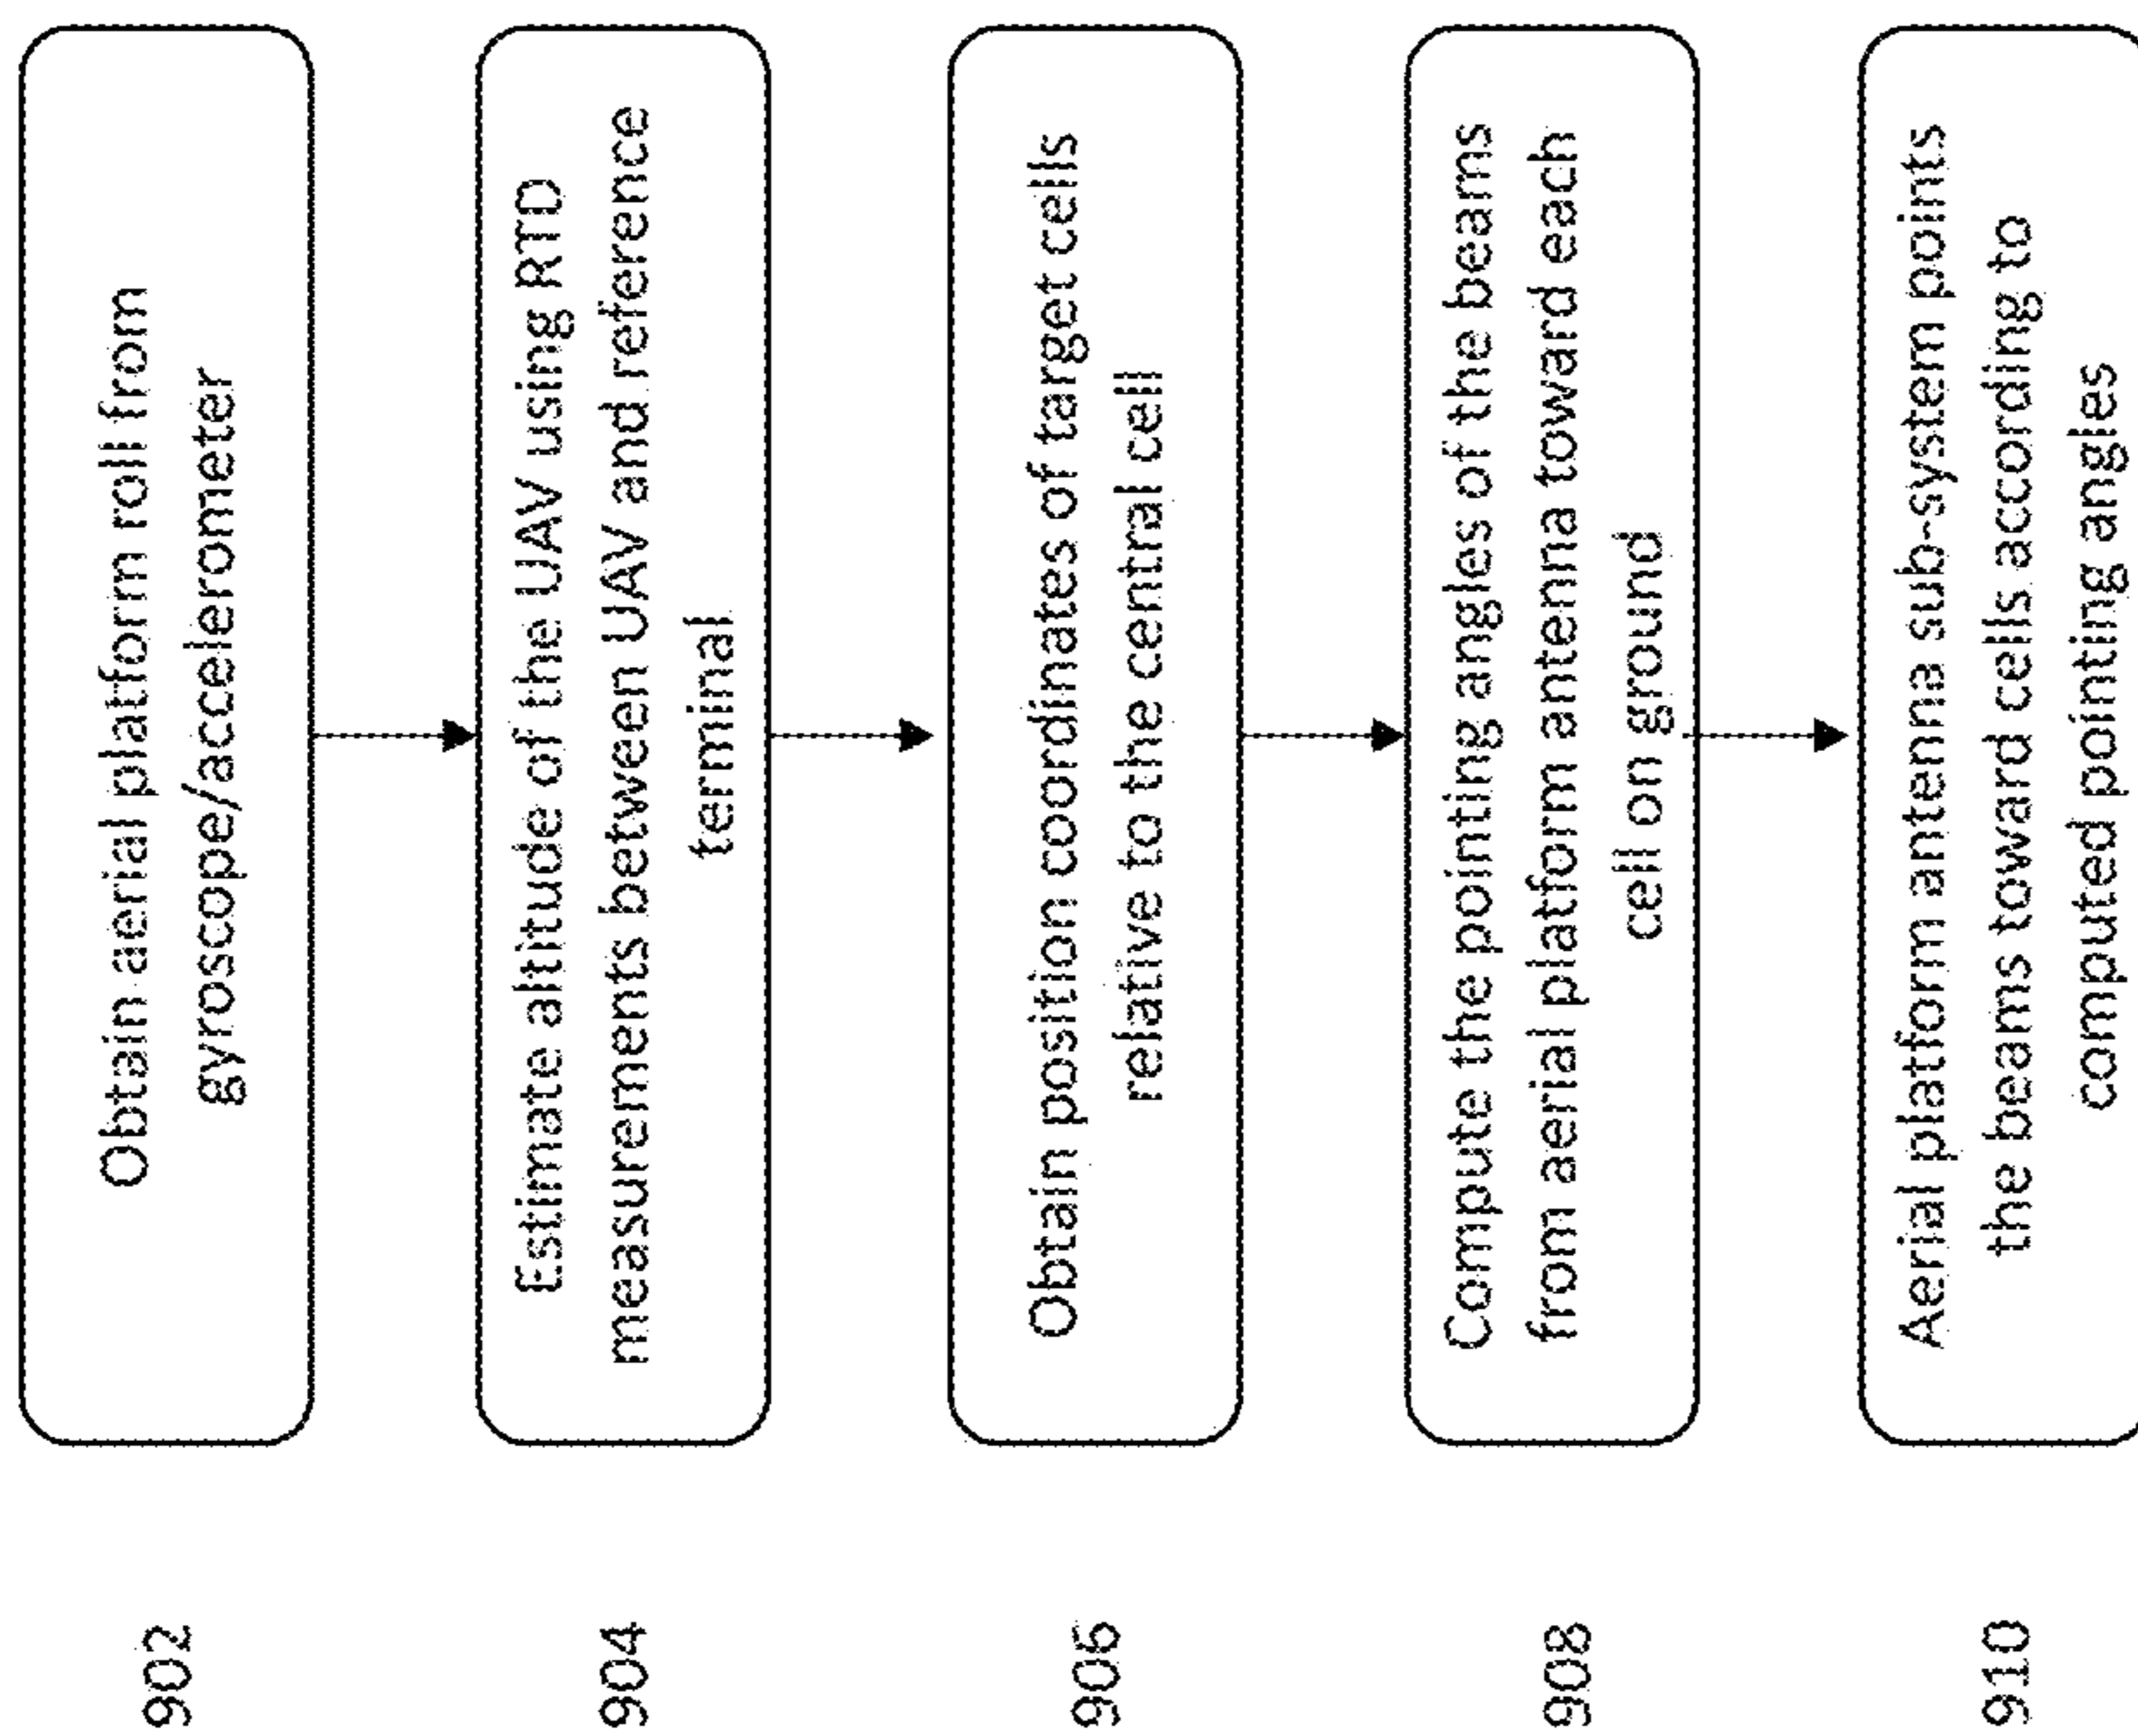 902
Obtain aerial platform roll from
gyroscope/accelerometer
904
Estimate altitude of the UAV using RTD
measurements between UAV and reference
terminal
906
Obtain position coordinates of target cells
relative to the central cell
908
Compute the pointing angles of the beams
from aerial platform antenna toward each
cell on ground
910
Aerial platform antenna sub-system points
the beans toward cells according to
computed pointing angles